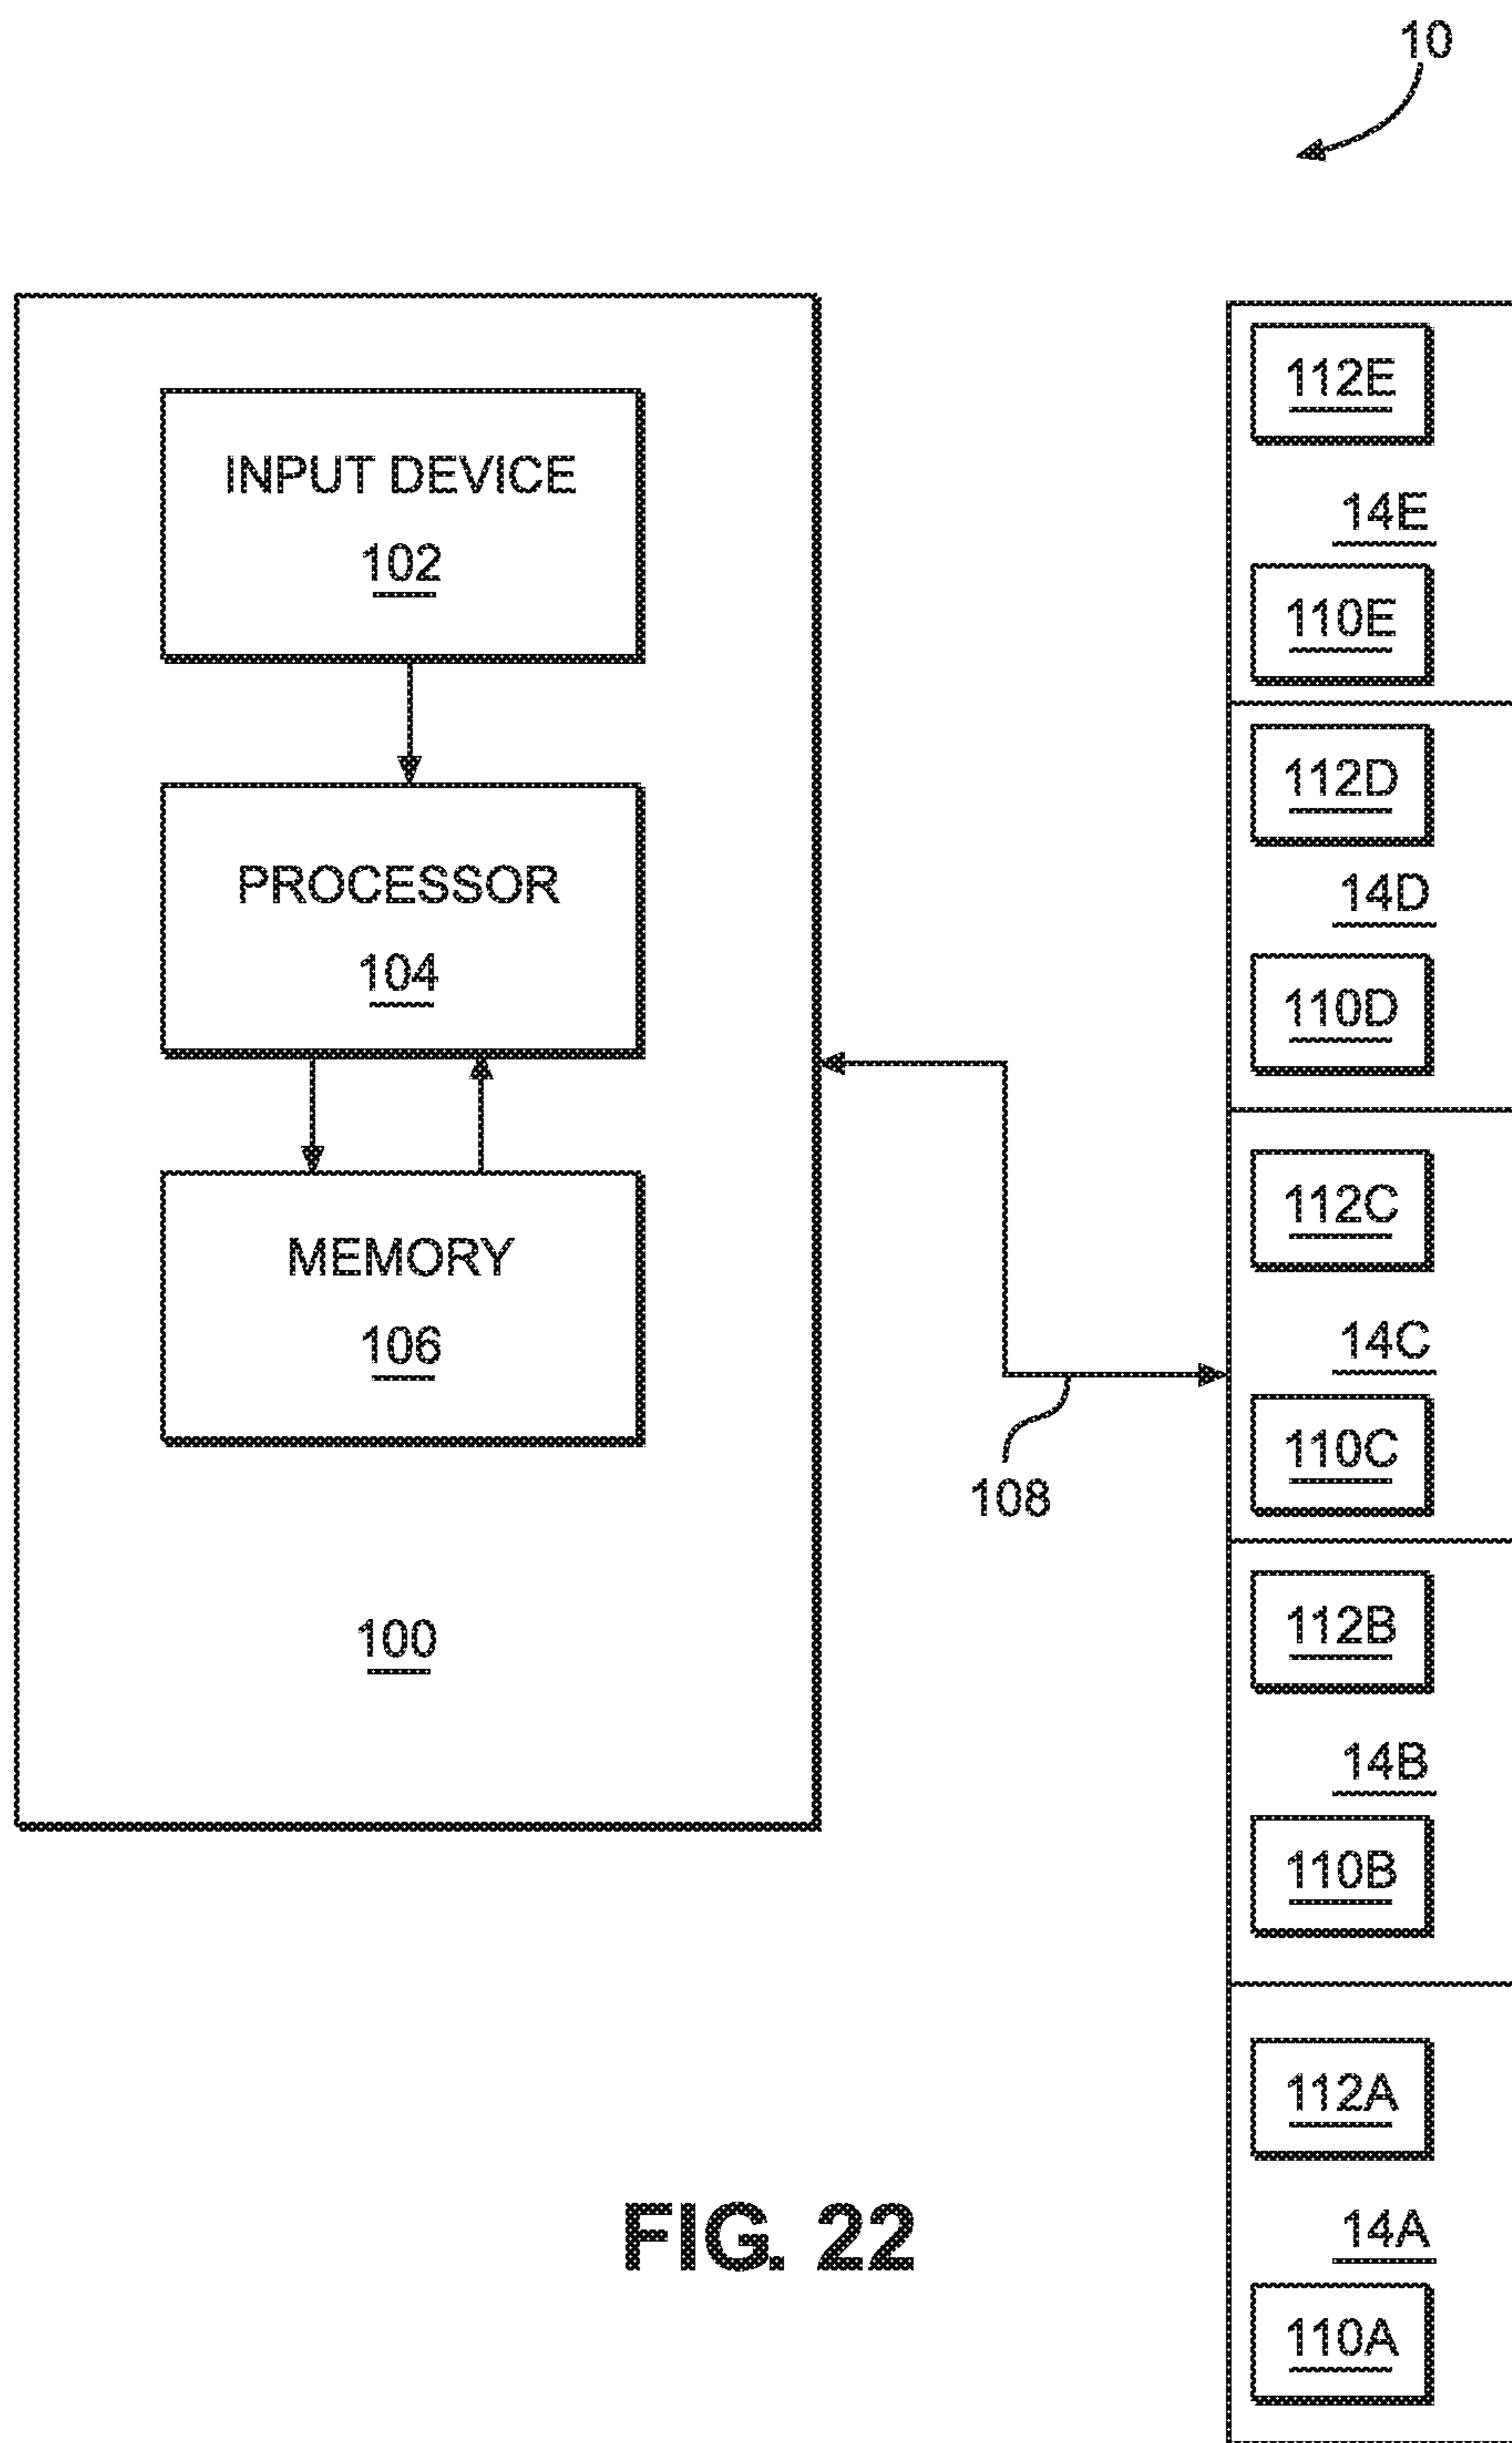 10
INPUT DEVICE
102
PROCESSOR
104
MEMORY
106
100
108
112E
14E
110E
112D
14D
110D
112C
14C
110C
112B
14B
110B
112A
14A
110A
FIG. 22